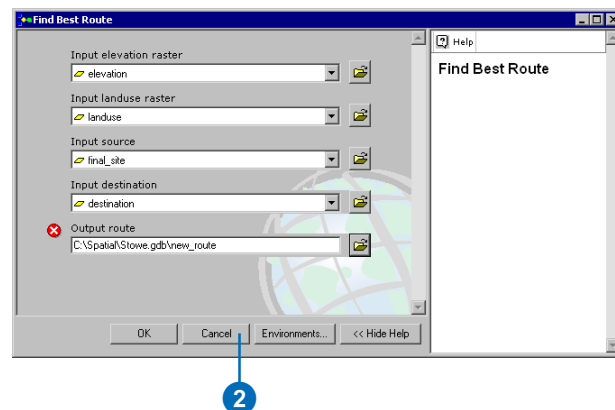 Find Best Route
Input elevation raster
elevation
Input landuse raster
landuse
Input source
final_site
Input destination
destination
Output route
C:\Spatial\Stowe.gdb\new_route
OK
Cancel
Environments...
<< Hide Help
Help
Find Best Route
2